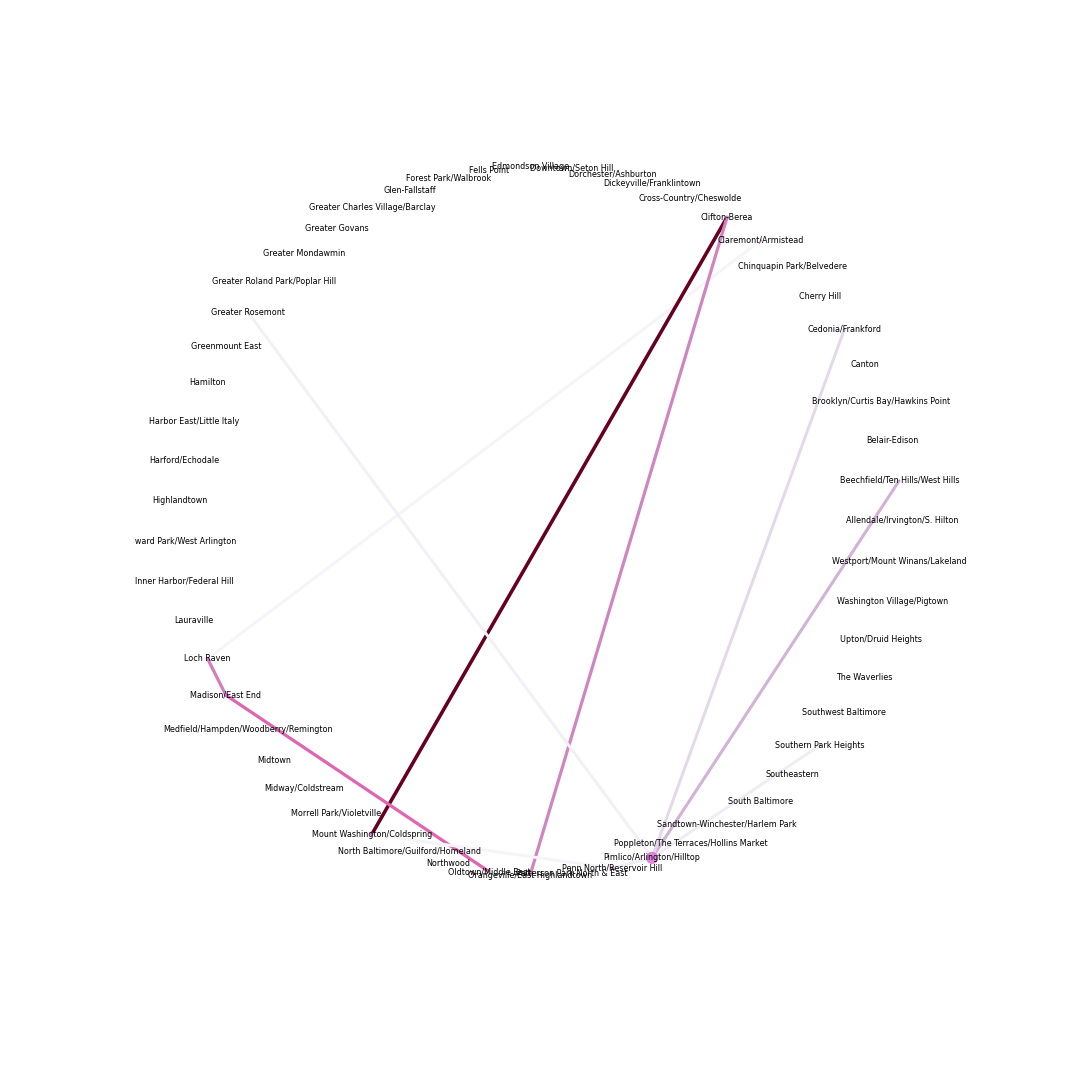 Edmondson Village
Downtown/Seton Hill
Fells Point
Dorchester/Ashburton
Forest Park/Walbrook
Dickeyville/Franklintown
Glen-Fallstaff
Cross-Country/Cheswolde
Greater Charles Village/Barclay
Clifton-Berea
Greater Govans
Claremont/Armistead
Greater Mondawmin
Chinquapin Park/Belvedere
Greater Roland Park/Poplar Hill
Cherry Hill
Greater Rosemont
Cedonia/Frankford
Greenmount East
Canton
Hamilton
Brooklyn/Curtis Bay/Hawkins Point
Harbor East/Little Italy
Belair-Edison
Harford/Echodale
Beechfield/Ten Hills/West Hills
Highlandtown
Allendale/Irvington/S. Hilton
ward Park/West Arlington
Westport/Mount Winans/Lakeland
Inner Harbor/Federal Hill
Washington Village/Pigtown
Lauraville
Upton/Druid Heights
Loch Raven
The Waverlies
Madison/East End
Southwest Baltimore
Medfield/Hampden/Woodberry/Remington
Southern Park Heights
Midtown
Southeastern
Midway/Coldstream
South Baltimore
Morrell Park/Violetville
Sandtown-Winchester/Harlem Park
Mount Washington/Coldspring
Poppleton/The Terraces/Hollins Market
North Baltimore/Guilford/Homeland
Pimlico/Arlington/Hilltop
Northwood
Penn North/Reservoir Hill
Oldtown/Middle East
Patterson Park North & East
Orangeville/East Highlandtown